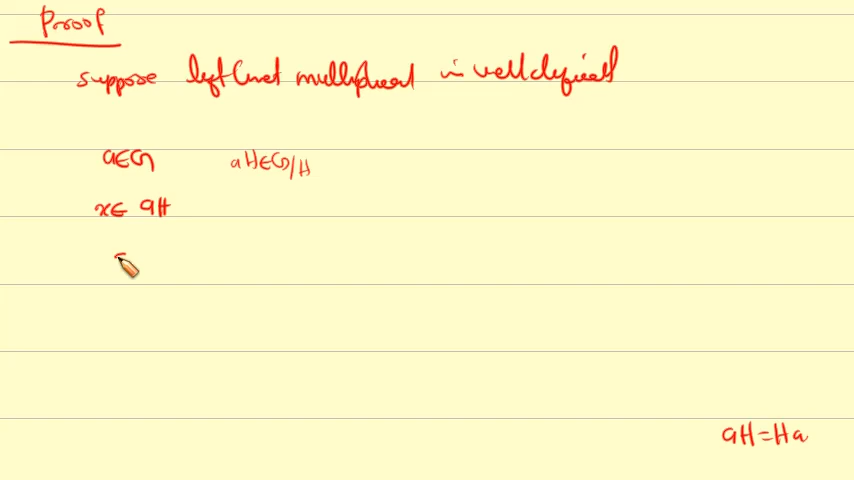 Proof
suppose left Coset multiplication is well defined
a∈G aH∈G/H
x∈ aH
aH=Ha